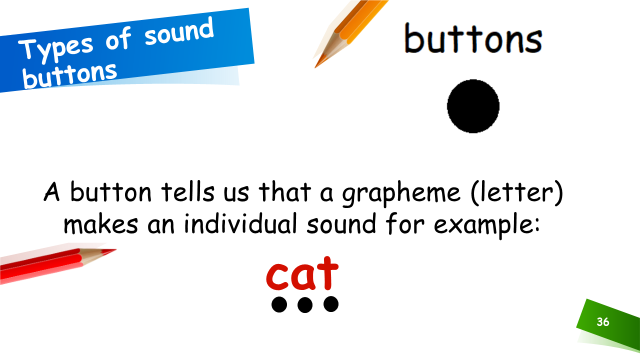 Types of sound
buttons
buttons
A button tells us that a grapheme (letter)
makes an individual sound for example:
cat
36